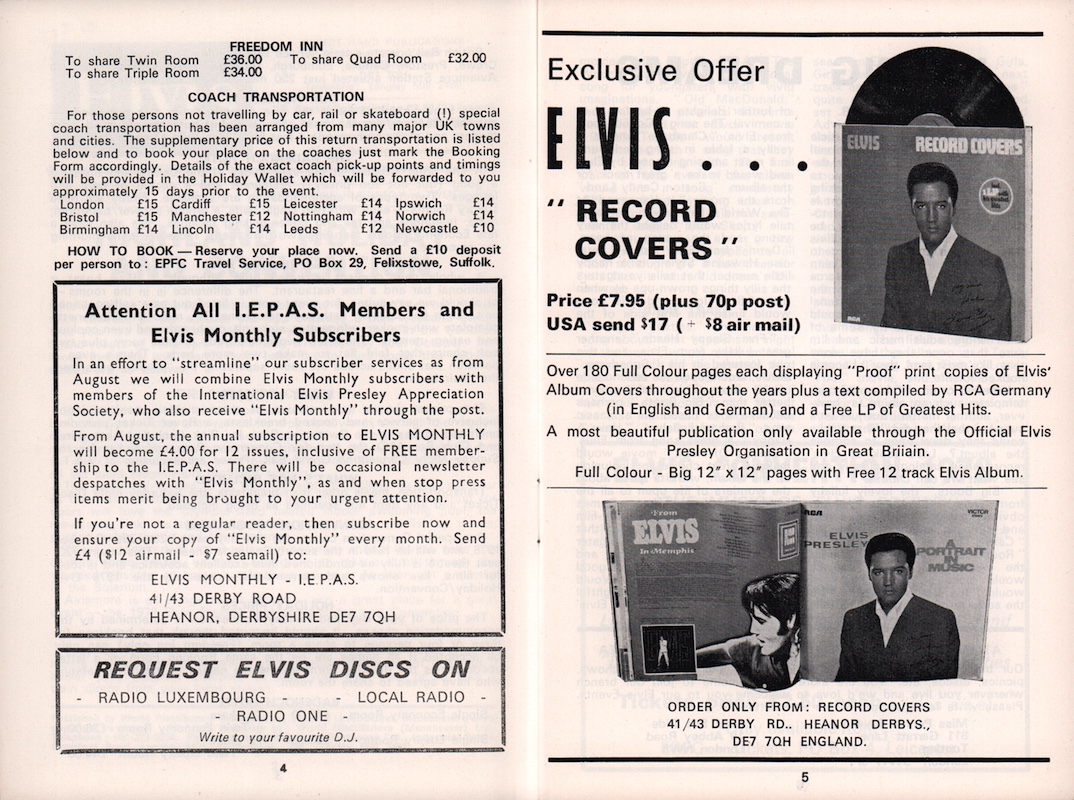 FREEDOM INN
To share Twin Room £36.00 To share Quad Room £32.00
To share Triple Room £34.00
COACH TRANSPORTATION
For those persons not travelling by car, rail or skateboard (!) special
coach transportation has been arranged from many major UK towns
and cities. The supplementary price of this return transportation is listed
below and to book your place on the coaches just mark the Booking
Form accordingly. Details of the exact coach pick-up points and timings
will be provided in the Holiday Wallet which will be forwarded to you
approximately 15 days prior to the event.
London £15 Cardiff £15 Leicester £14 Ipswich £14
Bristol £15 Manchester £12 Nottingham £14 Norwich £14
Birmingham £14 Lincoln £14 Leeds £12 Newcastle £10
HOW TO BOOK — Reserve your place now. Send a £10 deposit
per person to: EPFC Travel Service, PO Box 29, Felixstowe, Suffolk.
Attention All I.E.P.A.S. Members and
Elvis Monthly Subscribers
In an effort to "streamline" our subscriber services as from
August we will combine Elvis Monthly subscribers with
members of the International Elvis Presley Appreciation
Society, who also receive "Elvis Monthly" through the post.
From August, the annual subscription to ELVIS MONTHLY
will become £4.00 for 12 issues, inclusive of FREE member-
ship to the I.E.P.A.S. There will be occasional newsletter
despatches with "Elvis Monthly", as and when stop press
items merit being brought to your urgent attention.
If you're not a regular reader, then subscribe now and
ensure your copy of "Elvis Monthly" every month. Send
£4 ($12 airmail - $7 seamail) to:
ELVIS MONTHLY - I.E.P.A.S.
41/43 DERBY ROAD
HEANOR, DERBYSHIRE DE7 7QH
REQUEST ELVIS DISCS ON
- RADIO LUXEMBOURG - - LOCAL RADIO -
- RADIO ONE -
Write to your favourite D.J.
4
Exclusive Offer
ELVIS . . .
"RECORD
COVERS"
Price £7.95 (plus 70p post)
USA send $17 ( + $8 air mail)
ELVIS RECORD COVERS
RCA
Over 180 Full Colour pages each displaying "Proof" print copies of Elvis'
Album Covers throughout the years plus a text compiled by RCA Germany
(in English and German) and a Free LP of Greatest Hits.
A most beautiful publication only available through the Official Elvis
Presley Organisation in Great Briiain.
Full Colour - Big 12" x 12" pages with Free 12 track Elvis Album.
From
ELVIS
In Memphis
RCA
VICTOR
ELVIS
PRESLEY
A
PORTRAIT
IN
MUSIC
ORDER ONLY FROM: RECORD COVERS
41/43 DERBY RD.. HEANOR DERBYS.,
DE7 7QH ENGLAND.
5